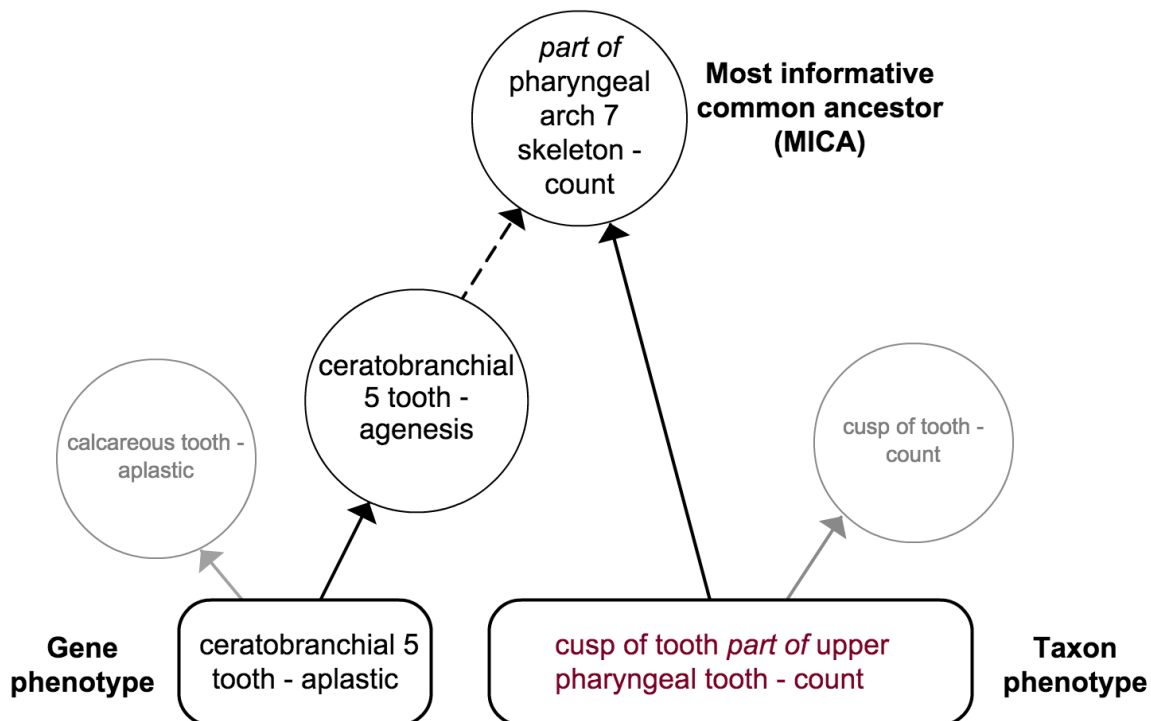 part of
pharyngeal
arch 7
skeleton -
count
Most informative
common ancestor
(MICA)
ceratobranchial
5 tooth -
agenesis
calcareous tooth -
aplastic
cusp of tooth -
count
Gene
phenotype
ceratobranchial 5
tooth - aplastic
cusp of tooth part of upper
pharyngeal tooth - count
Taxon
phenotype